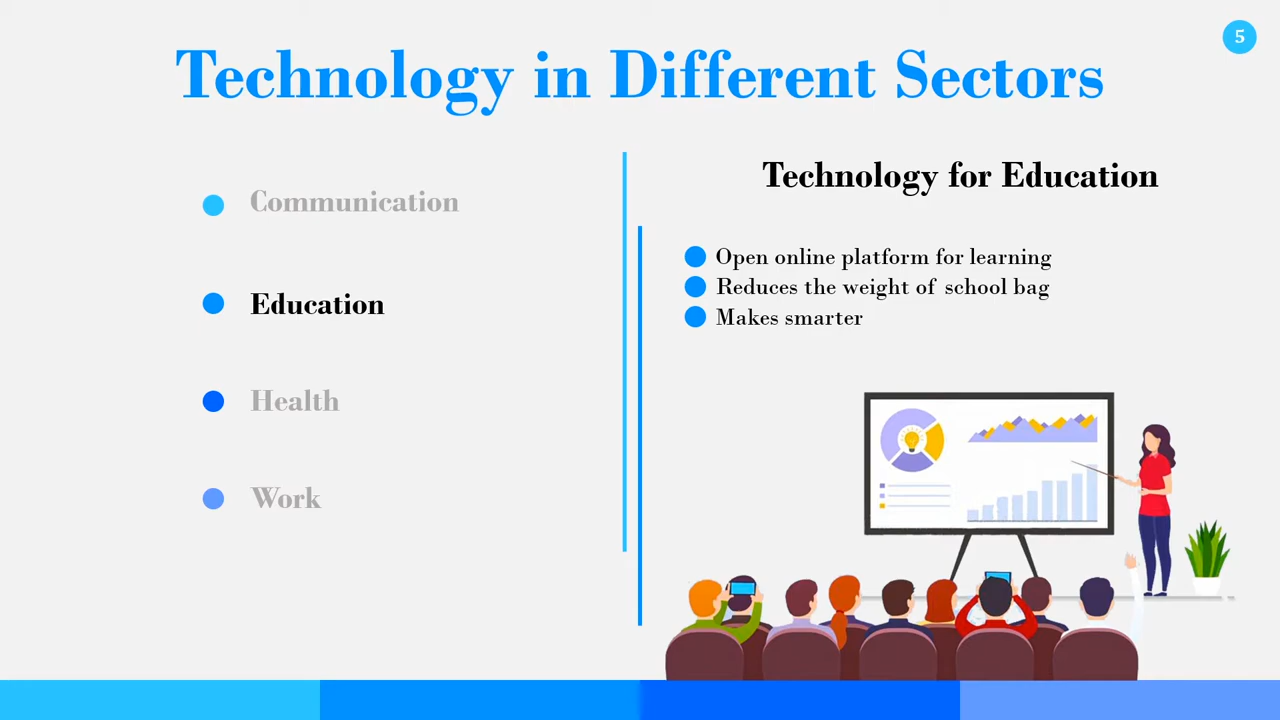 5
Technology in Different Sectors
Communication
Education
Health
Work
Technology for Education
Open online platform for learning
Reduces the weight of school bag
Makes smarter